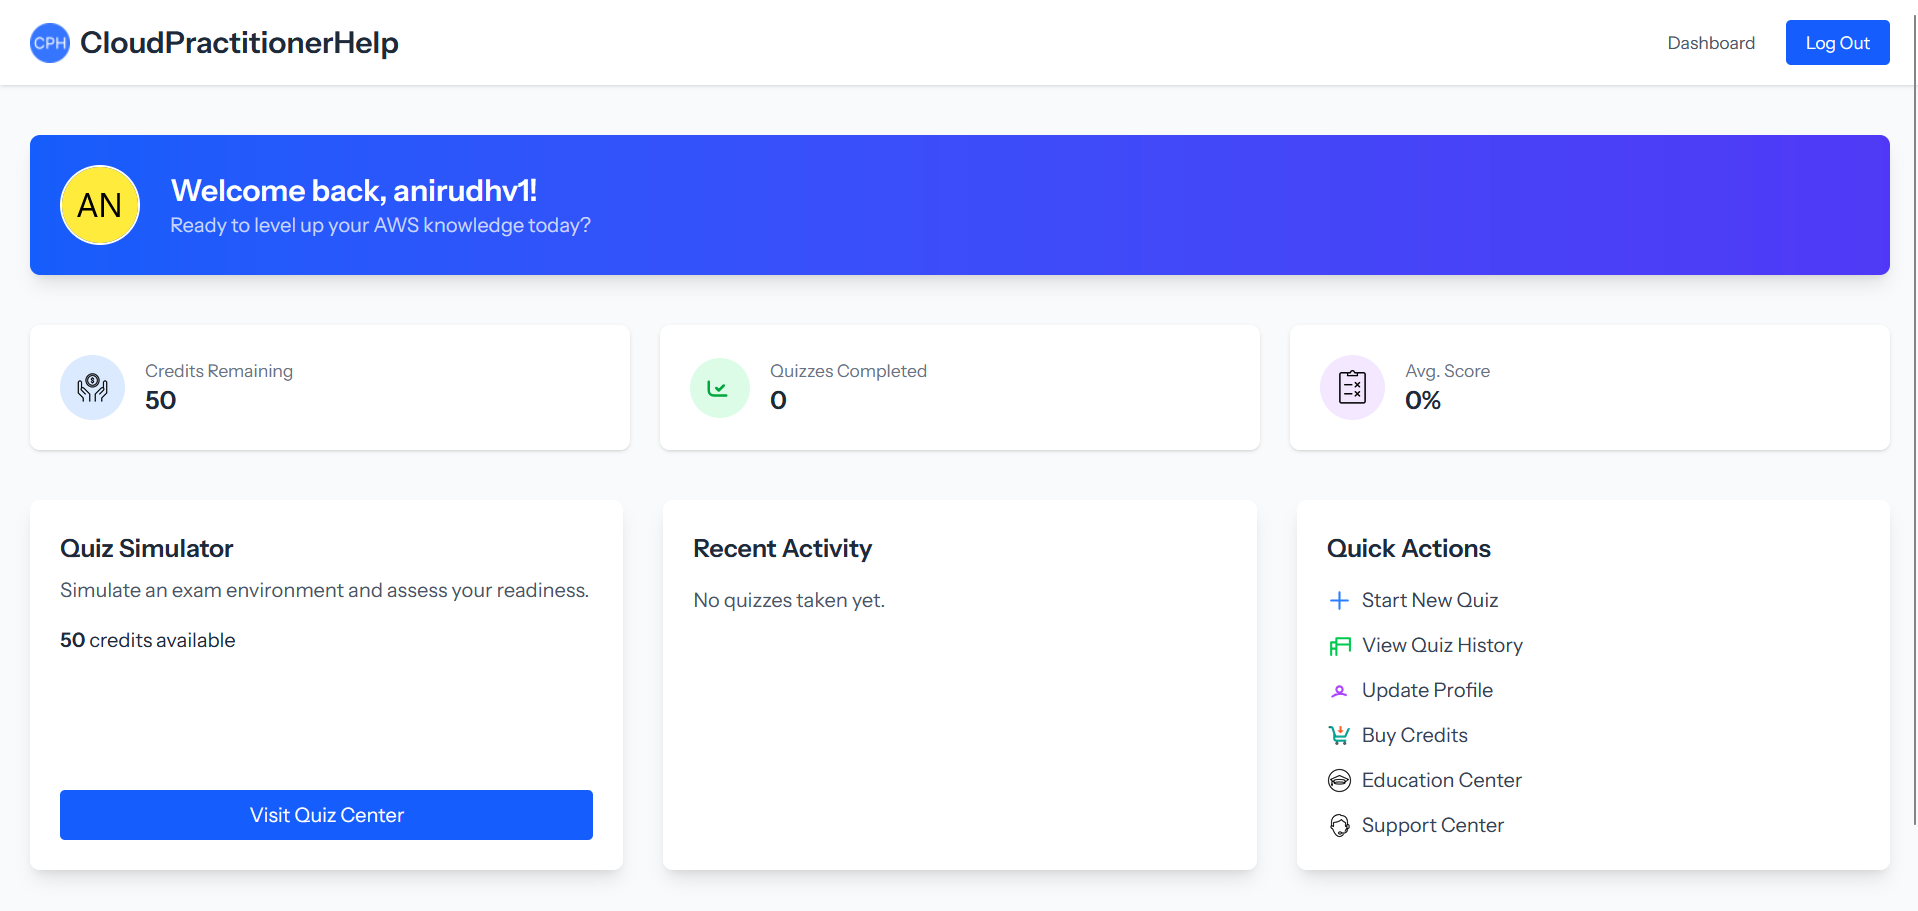 CPH CloudPractitionerHelp
Dashboard
Log Out
AN
Welcome back, anirudhv1!
Ready to level up your AWS knowledge today?
Credits Remaining
50
Quizzes Completed
0
Avg. Score
0%
Quiz Simulator
Simulate an exam environment and assess your readiness.
50 credits available
Visit Quiz Center
Recent Activity
No quizzes taken yet.
Quick Actions
Start New Quiz
View Quiz History
Update Profile
Buy Credits
Education Center
Support Center